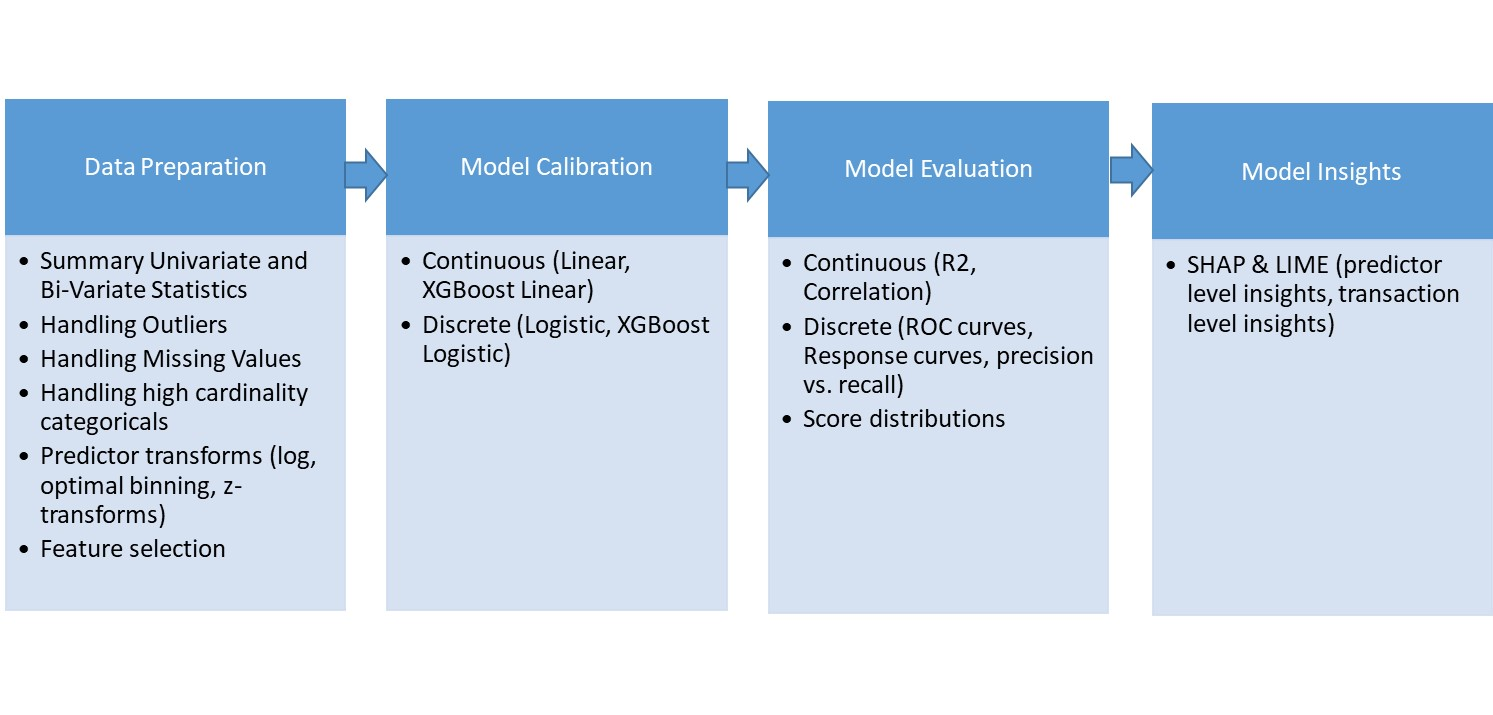 Data Preparation
• Summary Univariate and
Bi-Variate Statistics
• Handling Outliers
• Handling Missing Values
• Handling high cardinality
categoricals
• Predictor transforms (log,
optimal binning, z-
transforms)
• Feature selection
Model Calibration
• Continuous (Linear,
XGBoost Linear)
• Discrete (Logistic, XGBoost
Logistic)
Model Evaluation
• Continuous (R2,
Correlation)
• Discrete (ROC curves,
Response curves, precision
vs. recall)
• Score distributions
Model Insights
• SHAP & LIME (predictor
level insights, transaction
level insights)